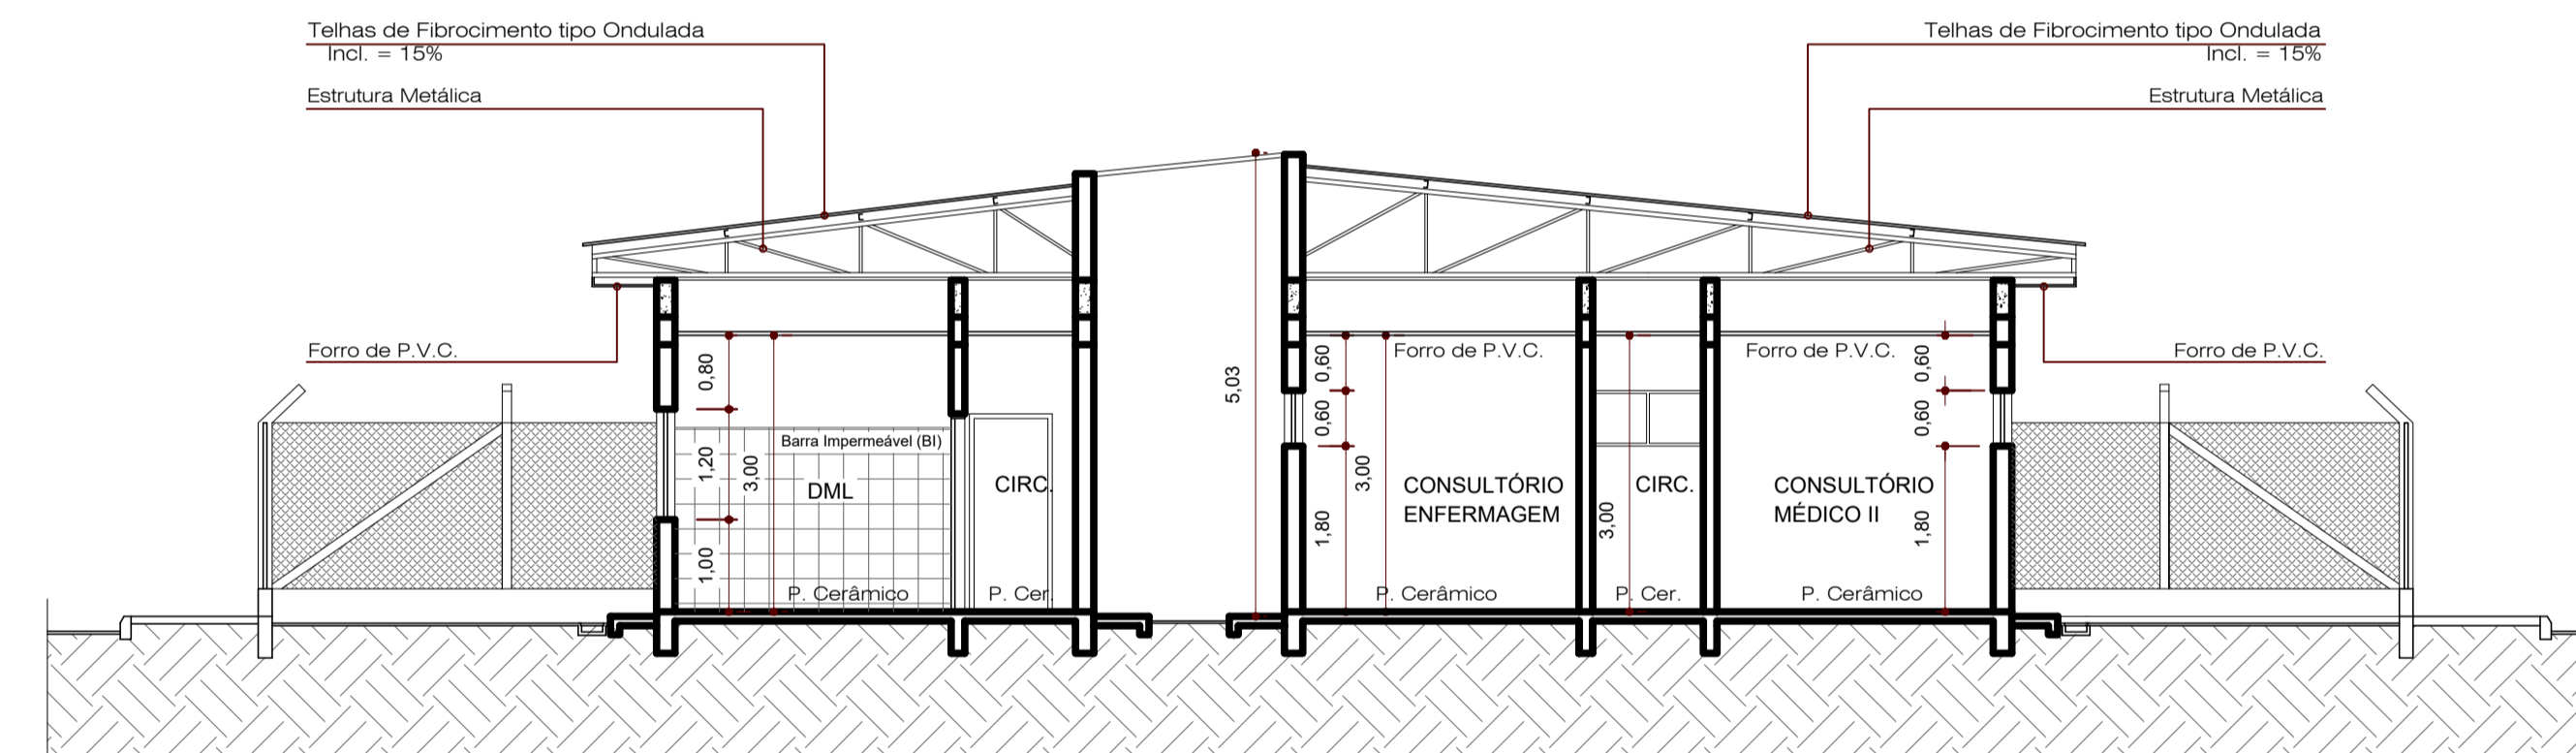 Telhas de Fibrocimento tipo Ondulada
Incl. = 15%
Estrutura Metálica
Telhas de Fibrocimento tipo Ondulada
Incl. = 15%
Estrutura Metálica
Forro de P.V.C.
Forro de P.V.C.
Forro de P.V.C.
Forro de P.V.C.
0,80
1,20
1,00
3,00
Barra Impermeável (BI)
DML
P. Cerâmico
CIRC.
P. Cer.
5,03
0,60
0,60
1,80
3,00
CONSULTÓRIO
ENFERMAGEM
P. Cerâmico
3,00
CIRC.
P. Cer.
CONSULTÓRIO
MÉDICO II
P. Cerâmico
0,60
0,60
1,80